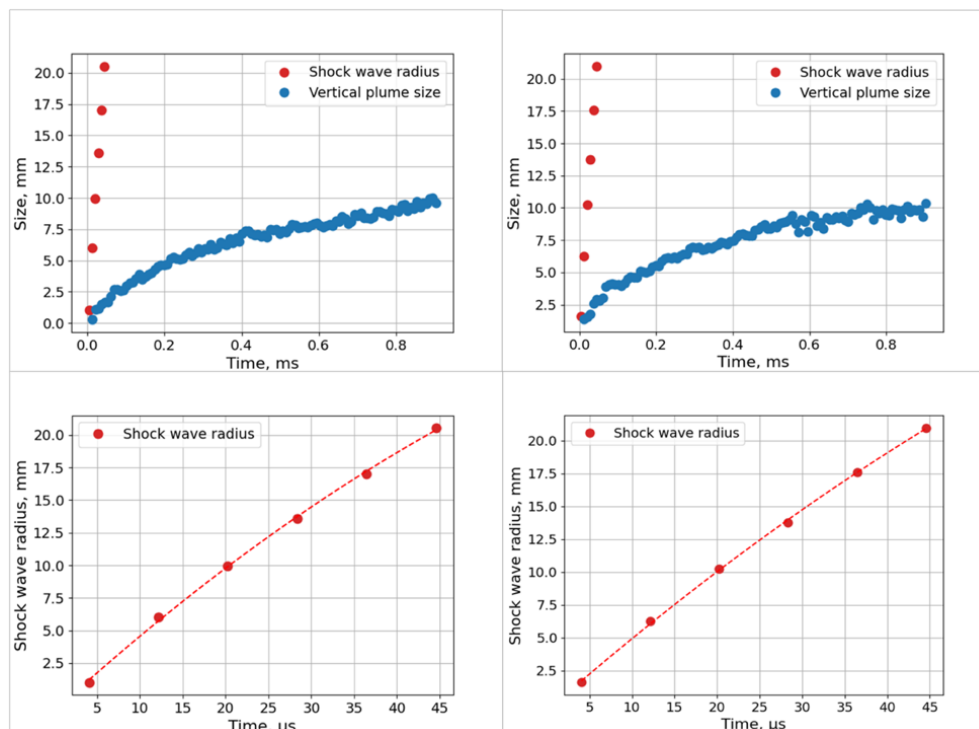 20.0
17.5
15.0
12.5
10.0
7.5
5.0
2.5
0.0
Size, mm
Shock wave radius
Vertical plume size
0.0 0.2 0.4 0.6 0.8
Time, ms
20.0
17.5
15.0
12.5
10.0
7.5
5.0
2.5
Size, mm
Shock wave radius
Vertical plume size
0.0 0.2 0.4 0.6 0.8
Time, ms
20.0
17.5
15.0
12.5
10.0
7.5
5.0
2.5
Shock wave radius, mm
Shock wave radius
5 10 15 20 25 30 35 40 45
Time, µs
20.0
17.5
15.0
12.5
10.0
7.5
5.0
2.5
Shock wave radius, mm
Shock wave radius
5 10 15 20 25 30 35 40 45
Time, µs